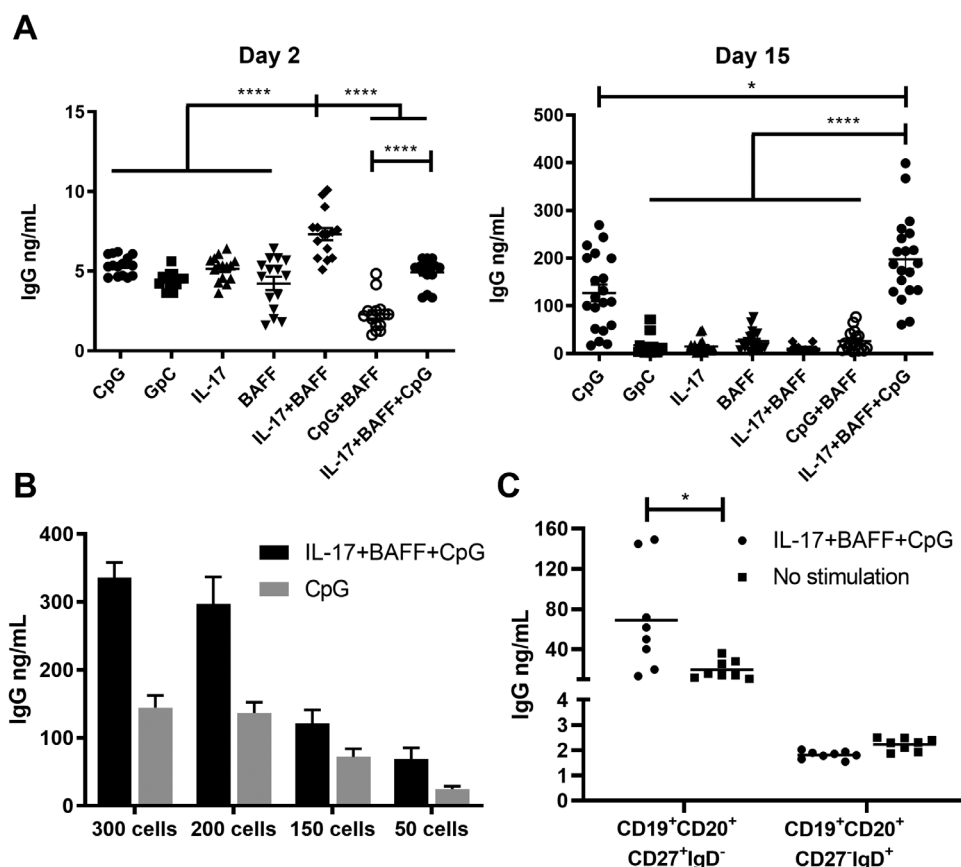 A
Day 2
****
****
****
15
10
5
0
IgG ng/mL
CpG
GpC
IL-17
BAFF
IL-17+BAFF
CpG+BAFF
IL-17+BAFF+CpG
Day 15
*
****
500
400
300
200
100
0
IgG ng/mL
CpG
GpC
IL-17
BAFF
IL-17+BAFF
CpG+BAFF
IL-17+BAFF+CpG
B
400
300
200
100
0
IgG ng/mL
IL-17+BAFF+CpG
CpG
300 cells
200 cells
150 cells
50 cells
C
*
160
120
80
40
4
3
2
1
0
IgG ng/mL
IL-17+BAFF+CpG
No stimulation
CD19⁺CD20⁺
CD27⁺IgD⁻
CD19⁺CD20⁺
CD27⁻IgD⁺